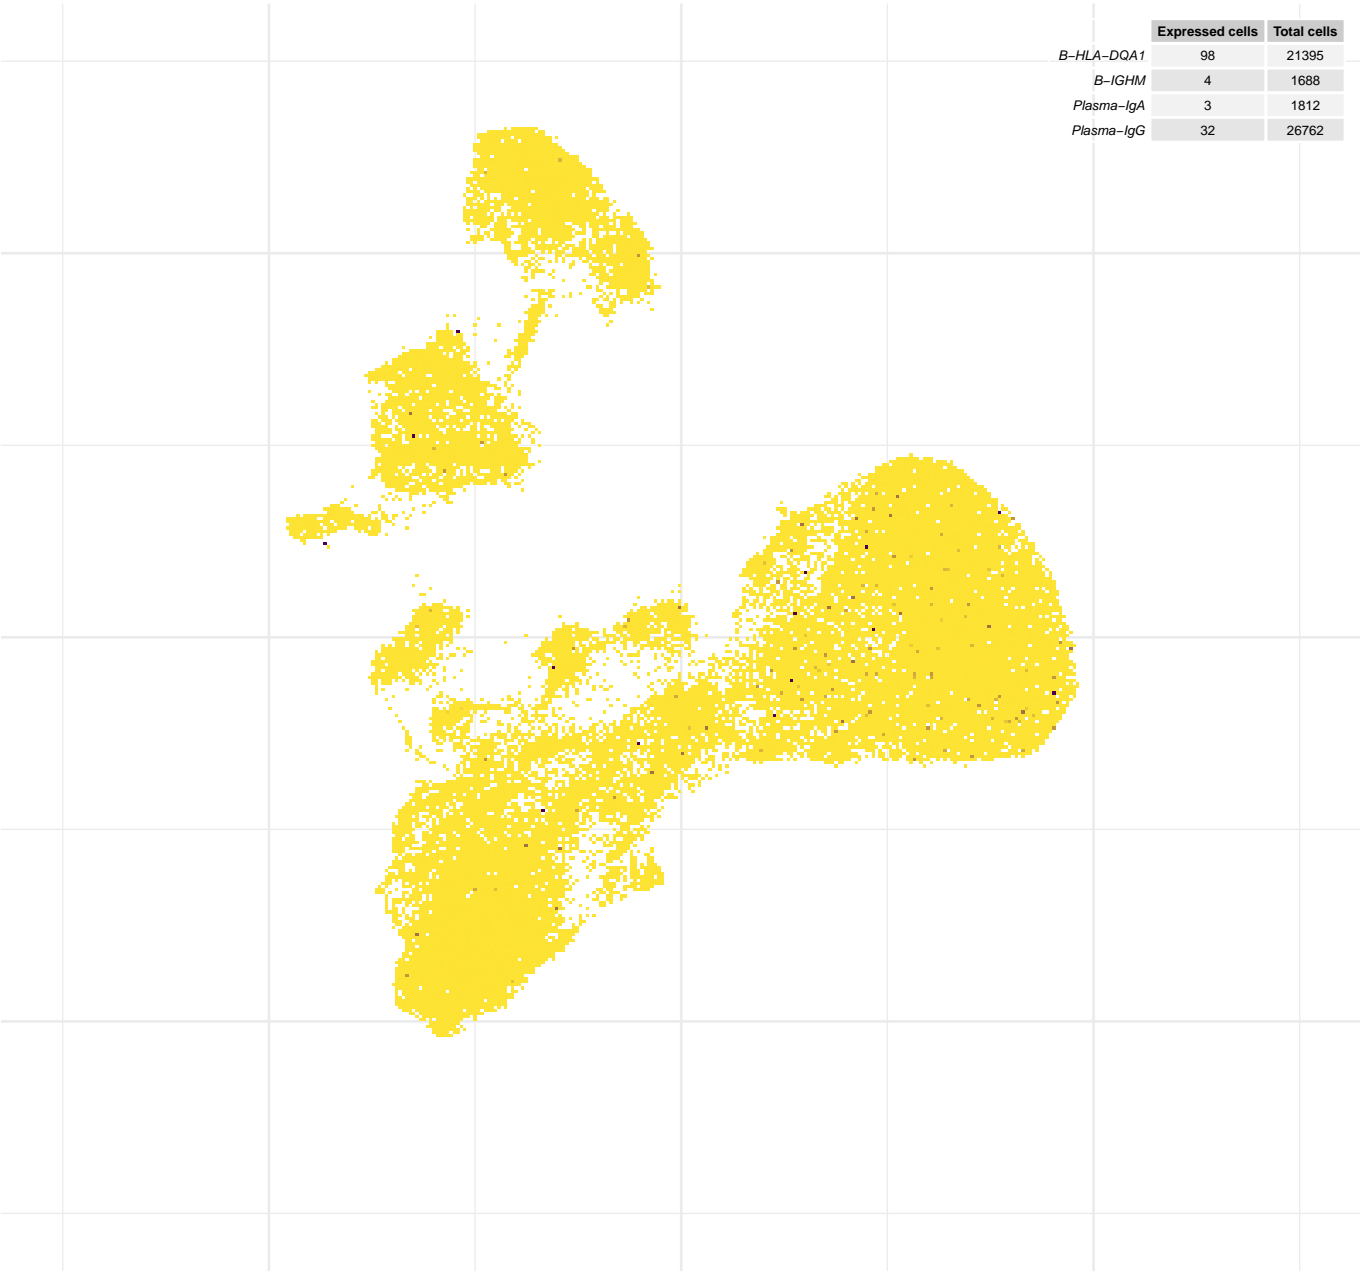 Expressed cells Total cells
B−HLA−DQA1 98 21395
B−IGHM 4 1688
Plasma−IgA 3 1812
Plasma−IgG 32 26762